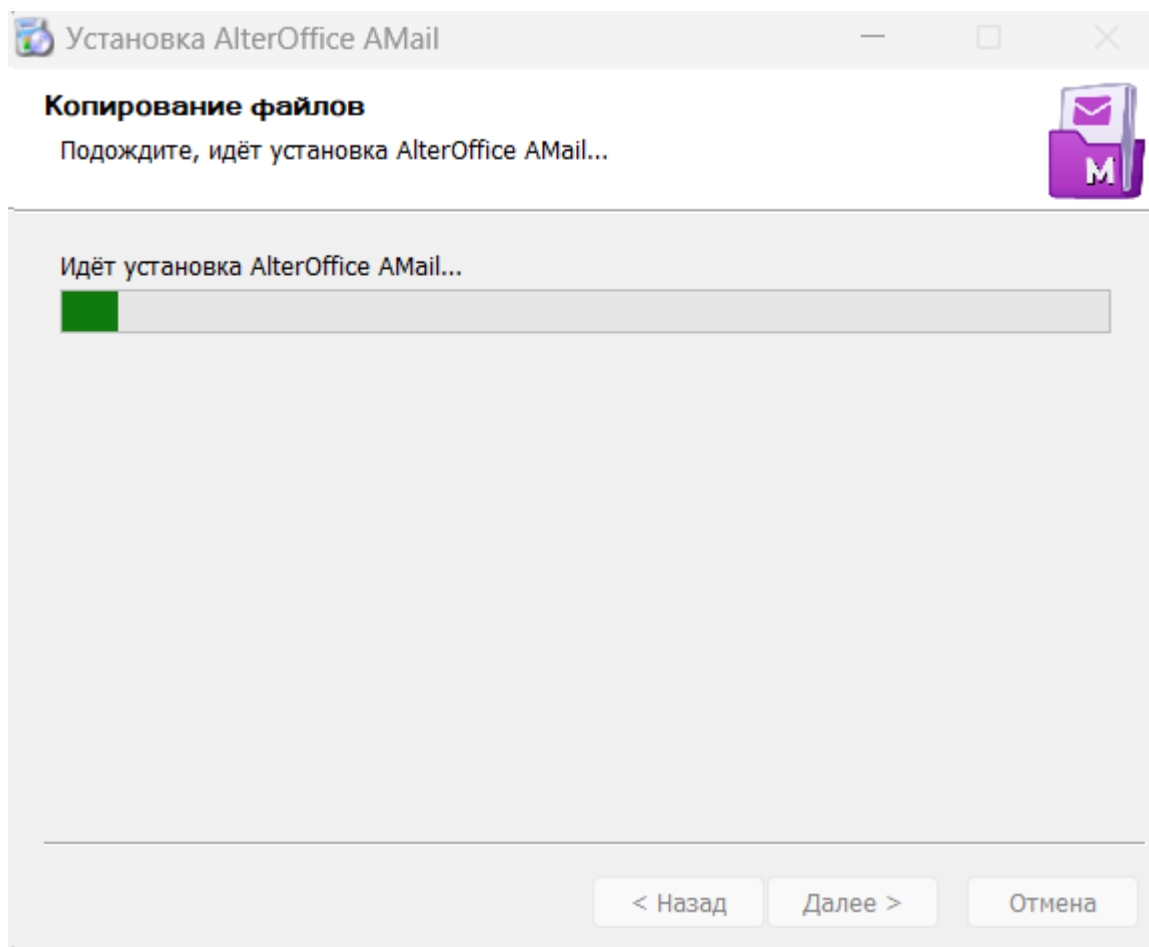 Установка AlterOffice AMail
Копирование файлов
Подождите, идёт установка AlterOffice AMail...
M
Идёт установка AlterOffice AMail...
< Назад
Далее >
Отмена